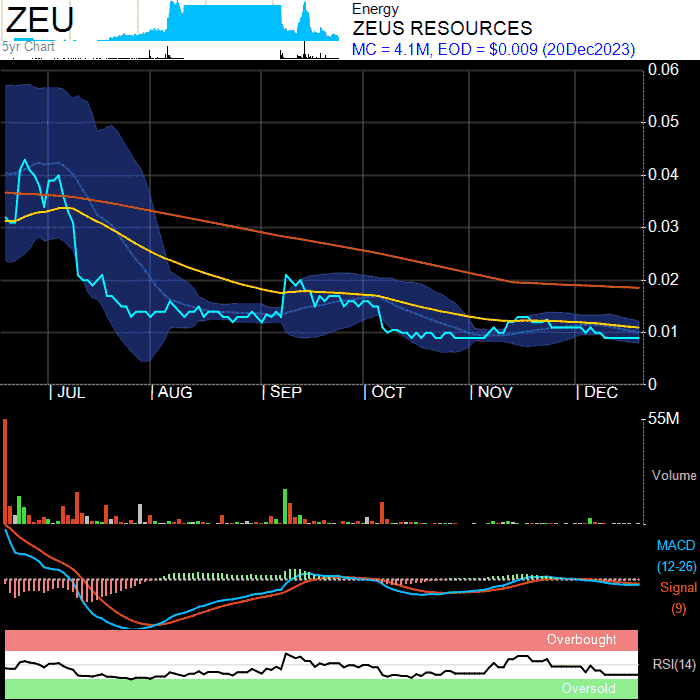 ZEU
5yr Chart
Energy
ZEUS RESOURCES
MC = 4.1M, EOD = $0.009 (20Dec2023)
0.06
0.05
0.04
0.03
0.02
0.01
0
| JUL | AUG | SEP | OCT | NOV | DEC
55M
Volume
MACD
(12-26)
Signal
(9)
Overbought
RSI(14)
Oversold